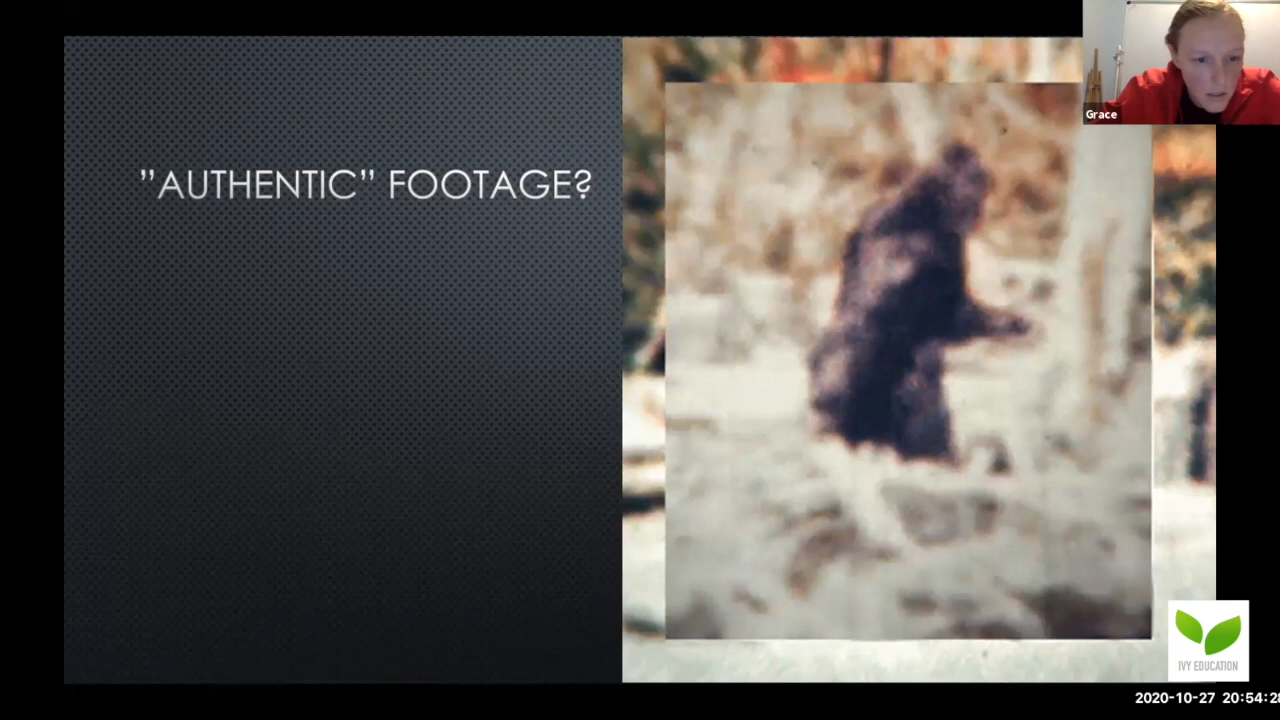 ”AUTHENTIC” FOOTAGE?
Grace
IVY EDUCATION
2020-10-27 20:54:2